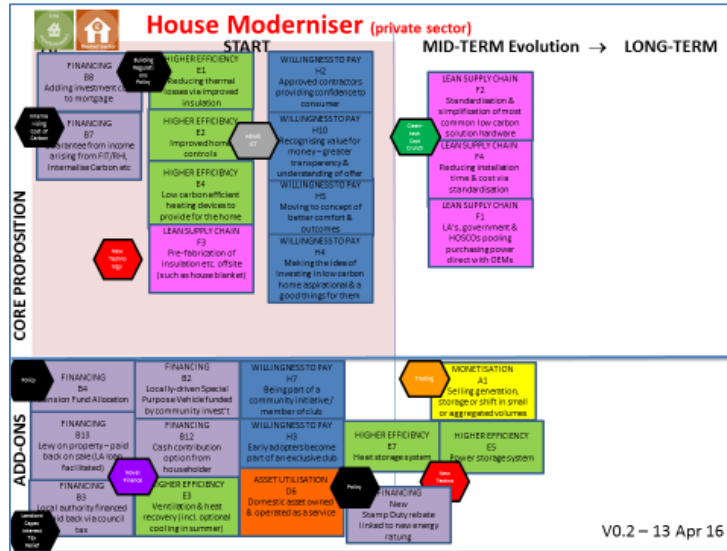 House Moderniser (private sector)
START
MID-TERM Evolution → LONG-TERM
CORE PROPOSITION
FINANCING
B8
Adding investment
to mortgage
Building
Policy
HIGHER EFFICIENCY
E1
Reducing thermal
losses via improved
insulation
WILLINGNESS TO PAY
H2
Approved contractors
providing confidence to
consumer
LEAN SUPPLY CHAIN
F2
Standardisation &
simplification of most
common low carbon
solution hardware
Cost of
Carbon
FINANCING
B7
from income
arising from FIT/RHI,
Internalise Carbon etc
HIGHER EFFICIENCY
E2
Improved home
controls
WILLINGNESS TO PAY
H10
Recognising value for
money – greater
transparency &
understanding of offer
LEAN SUPPLY CHAIN
F4
Reducing installation
time & cost via
standardisation
HIGHER EFFICIENCY
E4
Low carbon efficient
heating devices to
provide for the home
WILLINGNESS TO PAY
H5
Moving to concept of
better comfort &
outcomes
LEAN SUPPLY CHAIN
F1
LA's, government &
HOSCOs pooling
purchasing power
direct with OEMs
New
LEAN SUPPLY CHAIN
F3
Pre-fabrication of
insulation etc. offsite
(such as house blanket)
WILLINGNESS TO PAY
H4
Making the idea of
investing in low carbon
home aspirational & a
good things for them
ADD-ONS
Policy
FINANCING
B4
Fund Allocation
FINANCING
B2
Locally-driven Special
Purpose Vehicle funded
by community invest't
WILLINGNESS TO PAY
H7
Being part of a
community initiative /
member of club
Trading
MONETISATION
A1
Selling generation,
storage or shift in small
or aggregated volumes
FINANCING
B13
Levy on property – paid
back on sale (LA loan
facilitated)
FINANCING
B12
Cash contribution
option from
householder
WILLINGNESS TO PAY
H3
Early adopters become
part of an exclusive club
HIGHER EFFICIENCY
E7
Heat storage system
HIGHER EFFICIENCY
E5
Power storage system
Novel
Finance
FINANCING
B3
Local authority financed
back via council
tax
HIGHER EFFICIENCY
E3
Ventilation & heat
recovery (incl. optional
cooling in summer)
ASSET UTILISATION
D6
Domestic asset owned
& operated as a service
Policy
New
FINANCING
New
Stamp Duty rebate
linked to new energy
rating
V0.2 – 13 Apr 16